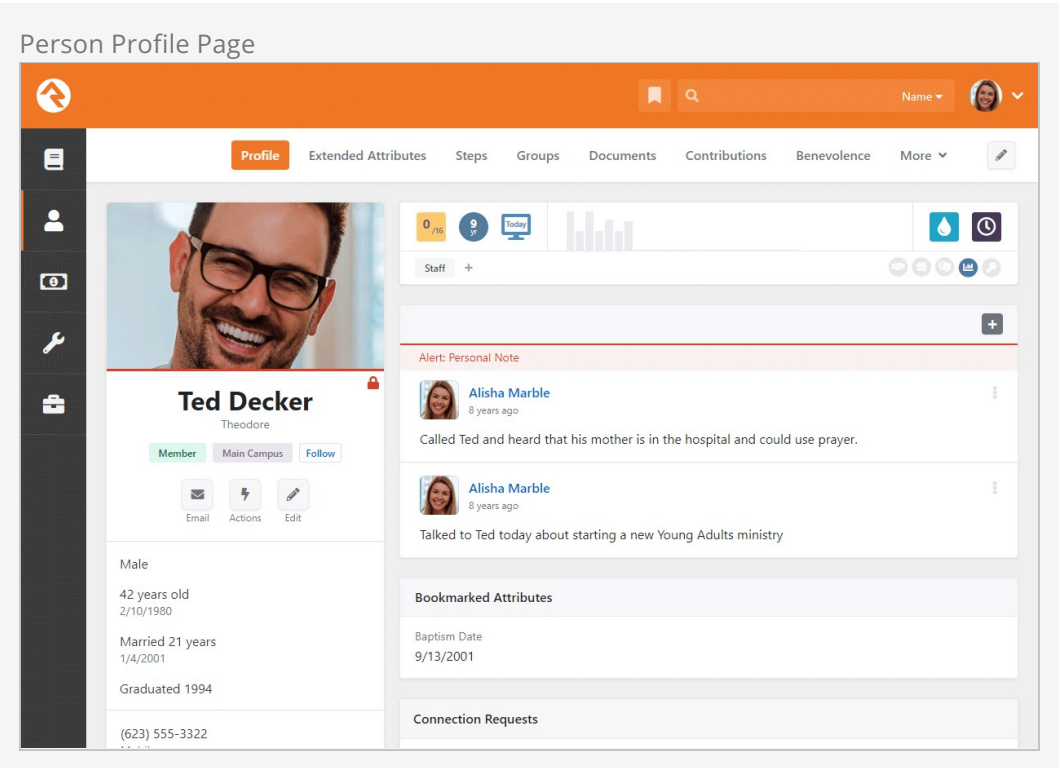 Person Profile Page
Name
Profile Extended Attributes Steps Groups Documents Contributions Benevolence More
0/16 9 yr Today
Staff +
Alert: Personal Note
Alisha Marble
8 years ago
Called Ted and heard that his mother is in the hospital and could use prayer.
Alisha Marble
8 years ago
Talked to Ted today about starting a new Young Adults ministry
Bookmarked Attributes
Baptism Date
9/13/2001
Connection Requests
Ted Decker
Theodore
Member Main Campus Follow
Email Actions Edit
Male
42 years old
2/10/1980
Married 21 years
1/4/2001
Graduated 1994
(623) 555-3322